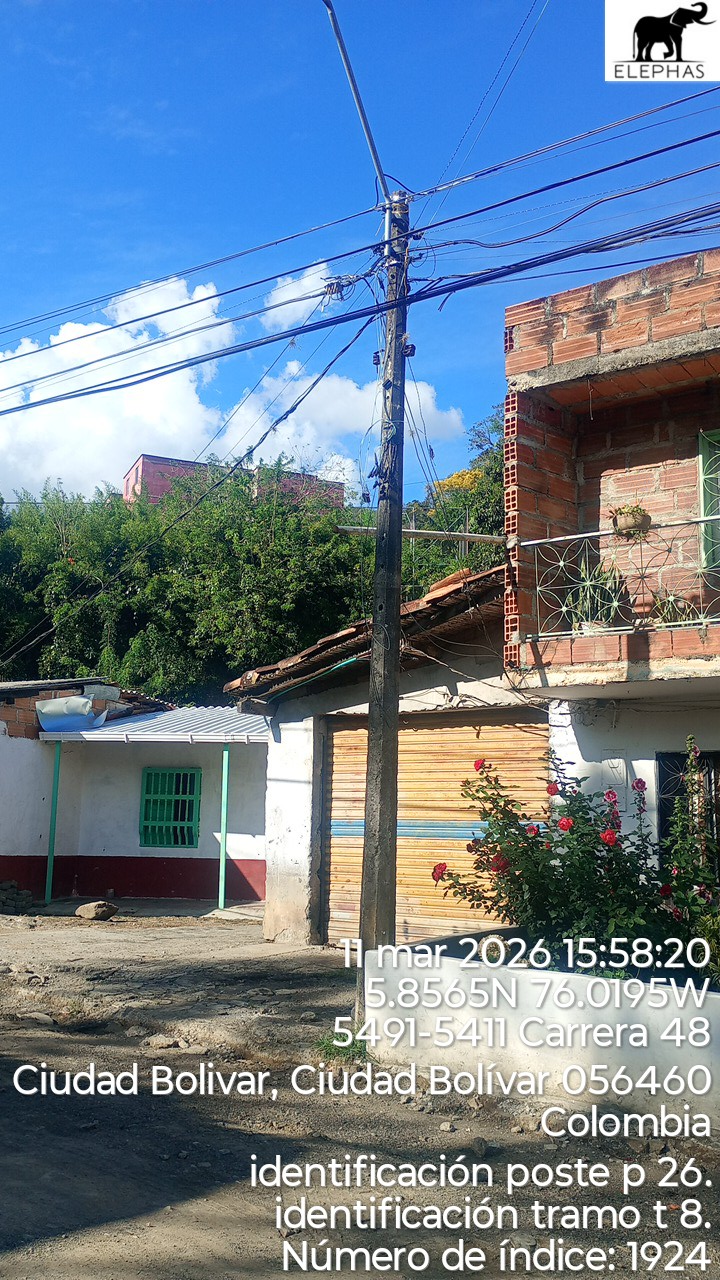 ELEPHAS
11 mar 2026 15:58:20
5.8565N 76.0195W
5491-5411 Carrera 48
Ciudad Bolivar, Ciudad Bolívar 056460
Colombia
identificación poste p 26.
identificación tramo t 8.
Número de índice: 1924